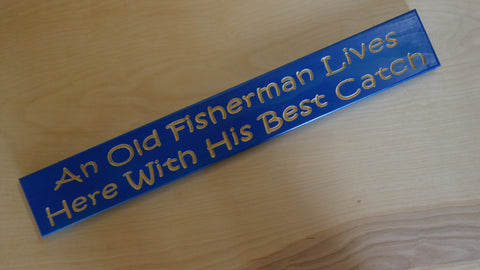 An Old Fisherman Lives
Here With His Best Catch